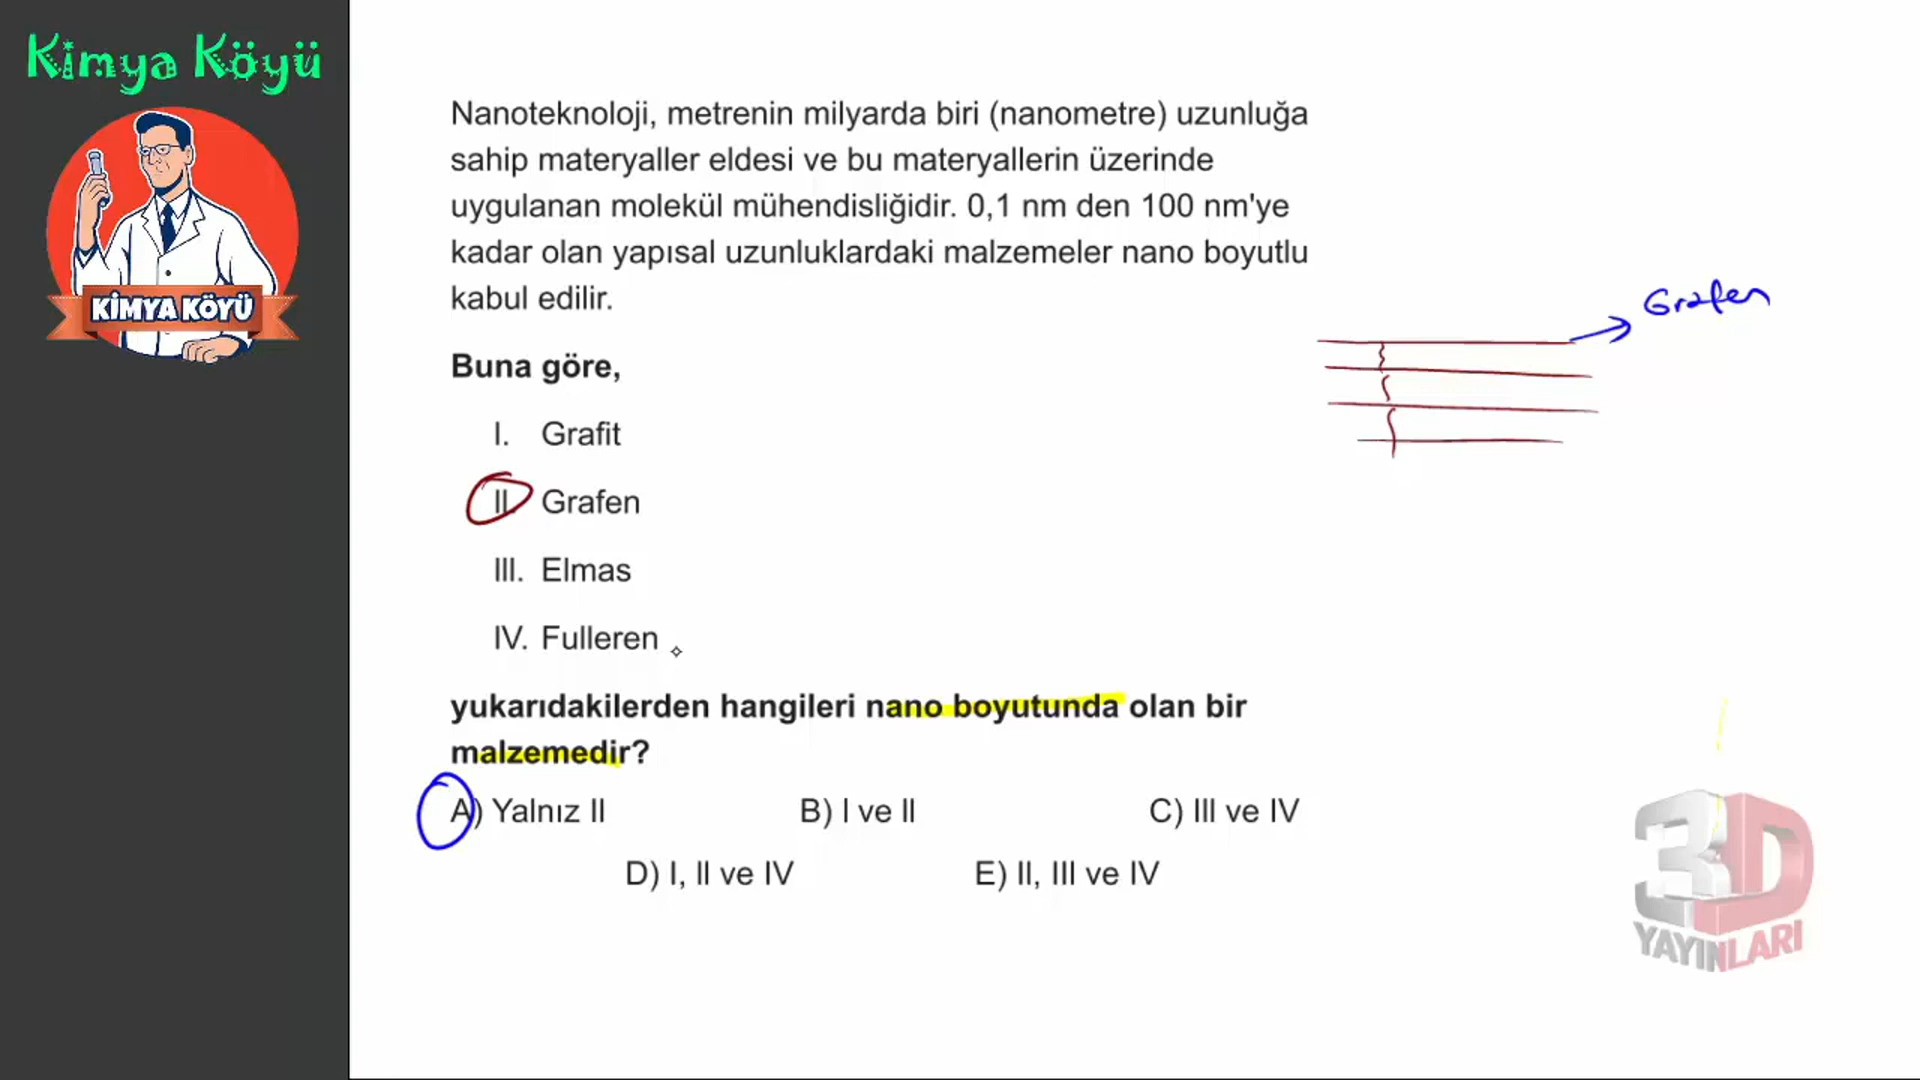 Kimya Köyü
KİMYA KÖYÜ
Nanoteknoloji, metrenin milyarda biri (nanometre) uzunluğa
sahip materyaller eldesi ve bu materyallerin üzerinde
uygulanan molekül mühendisliğidir. 0,1 nm den 100 nm'ye
kadar olan yapısal uzunluklardaki malzemeler nano boyutlu
kabul edilir.
Grafen
Buna göre,
I. Grafit
II. Grafen
III. Elmas
IV. Fulleren
yukarıdakilerden hangileri nano boyutunda olan bir
malzemedir?
A) Yalnız II B) I ve II C) III ve IV
D) I, II ve IV E) II, III ve IV
3D
YAYINLARI